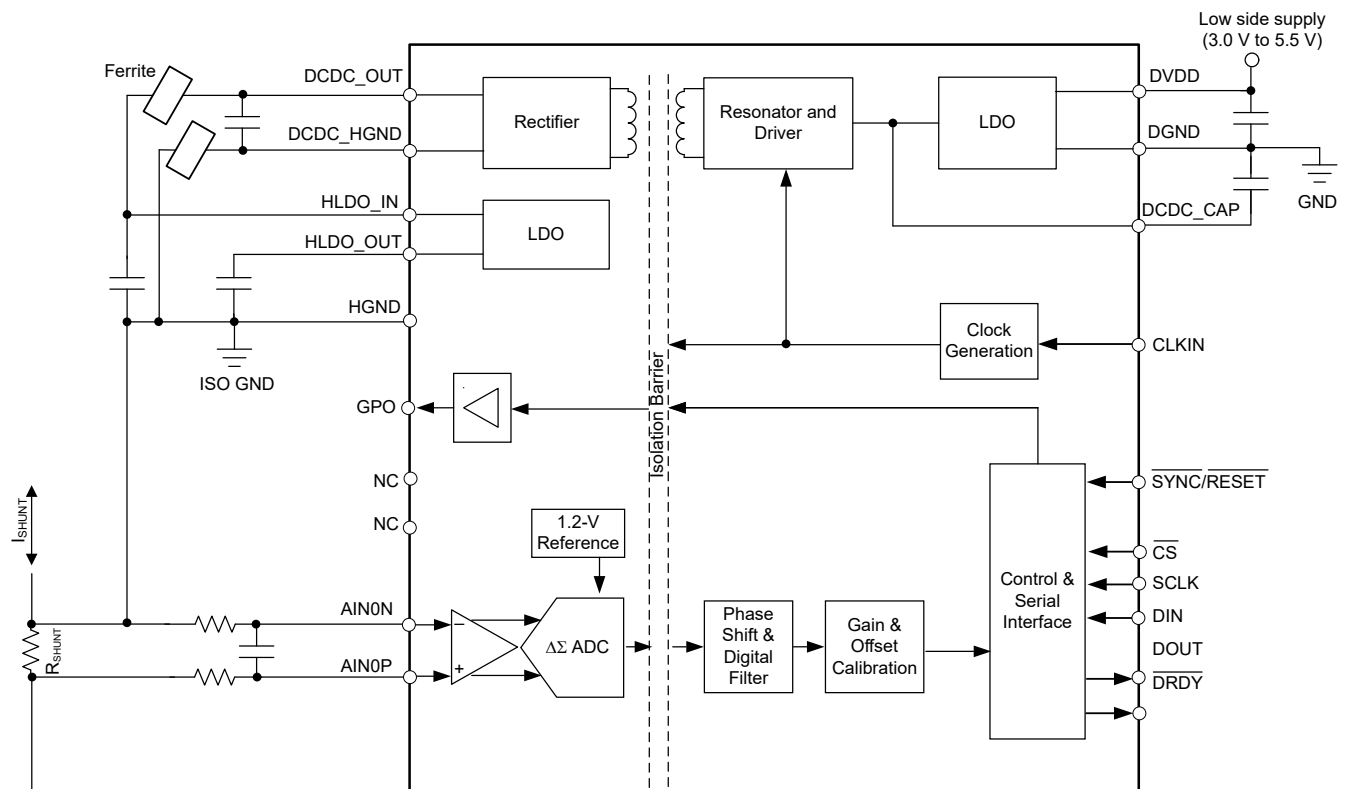 Low side supply
(3.0 V to 5.5 V)
Ferrite
DCDC_OUT
DCDC_HGND
HLDO_IN
HLDO_OUT
HGND
ISO GND
GPO
NC
NC
I_SHUNT
R_SHUNT
AIN0N
AIN0P
Rectifier
LDO
Isolation Barrier
Resonator and
Driver
LDO
DVDD
DGND
GND
DCDC_CAP
Clock
Generation
CLKIN
1.2-V
Reference
−
+
ΔΣ ADC
Phase
Shift &
Digital
Filter
Gain &
Offset
Calibration
Control &
Serial
Interface
SYNC/RESET
CS
SCLK
DIN
DOUT
DRDY